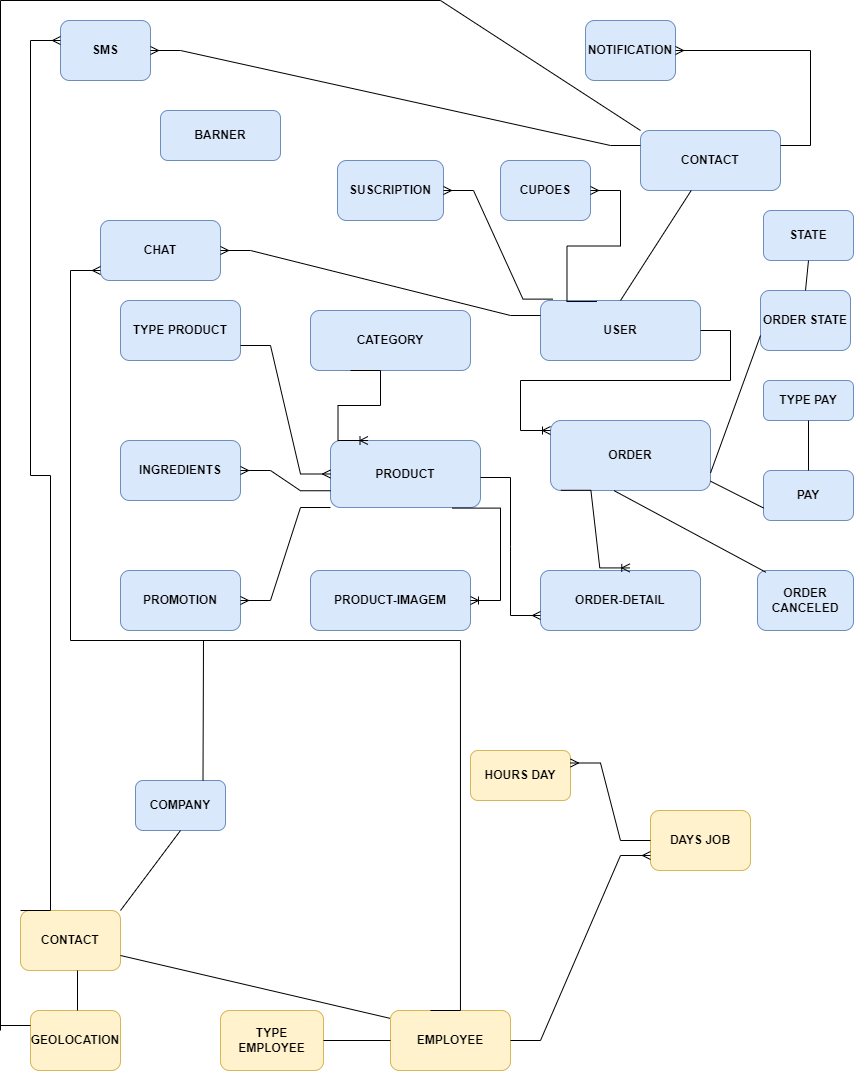 SMS
NOTIFICATION
BARNER
CONTACT
SUSCRIPTION
CUPOES
STATE
CHAT
TYPE PRODUCT
CATEGORY
USER
ORDER STATE
TYPE PAY
INGREDIENTS
PRODUCT
ORDER
PAY
PROMOTION
PRODUCT-IMAGEM
ORDER-DETAIL
ORDER
CANCELED
HOURS DAY
COMPANY
DAYS JOB
CONTACT
GEOLOCATION
TYPE
EMPLOYEE
EMPLOYEE